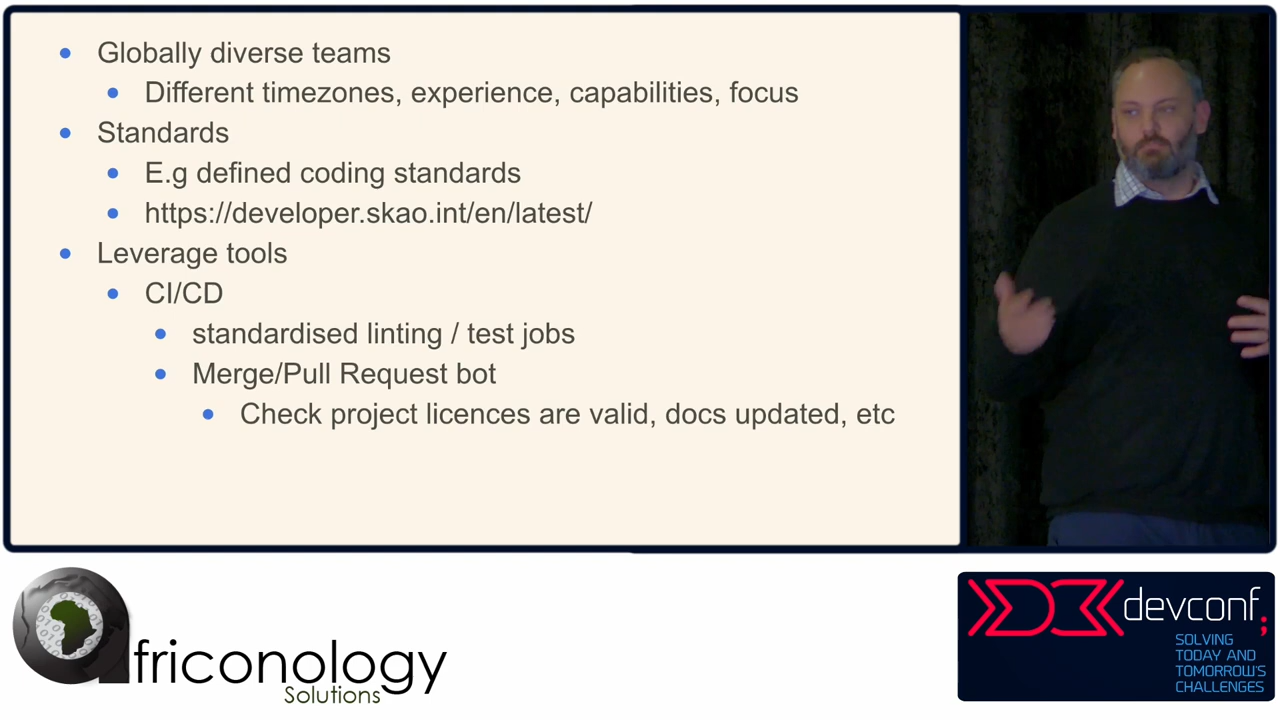 Globally diverse teams
Different timezones, experience, capabilities, focus
Standards
E.g defined coding standards
https://developer.skao.int/en/latest/
Leverage tools
CI/CD
standardised linting / test jobs
Merge/Pull Request bot
Check project licences are valid, docs updated, etc
africonology
Solutions
devconf;
SOLVING
TODAY AND
TOMORROW'S
CHALLENGES